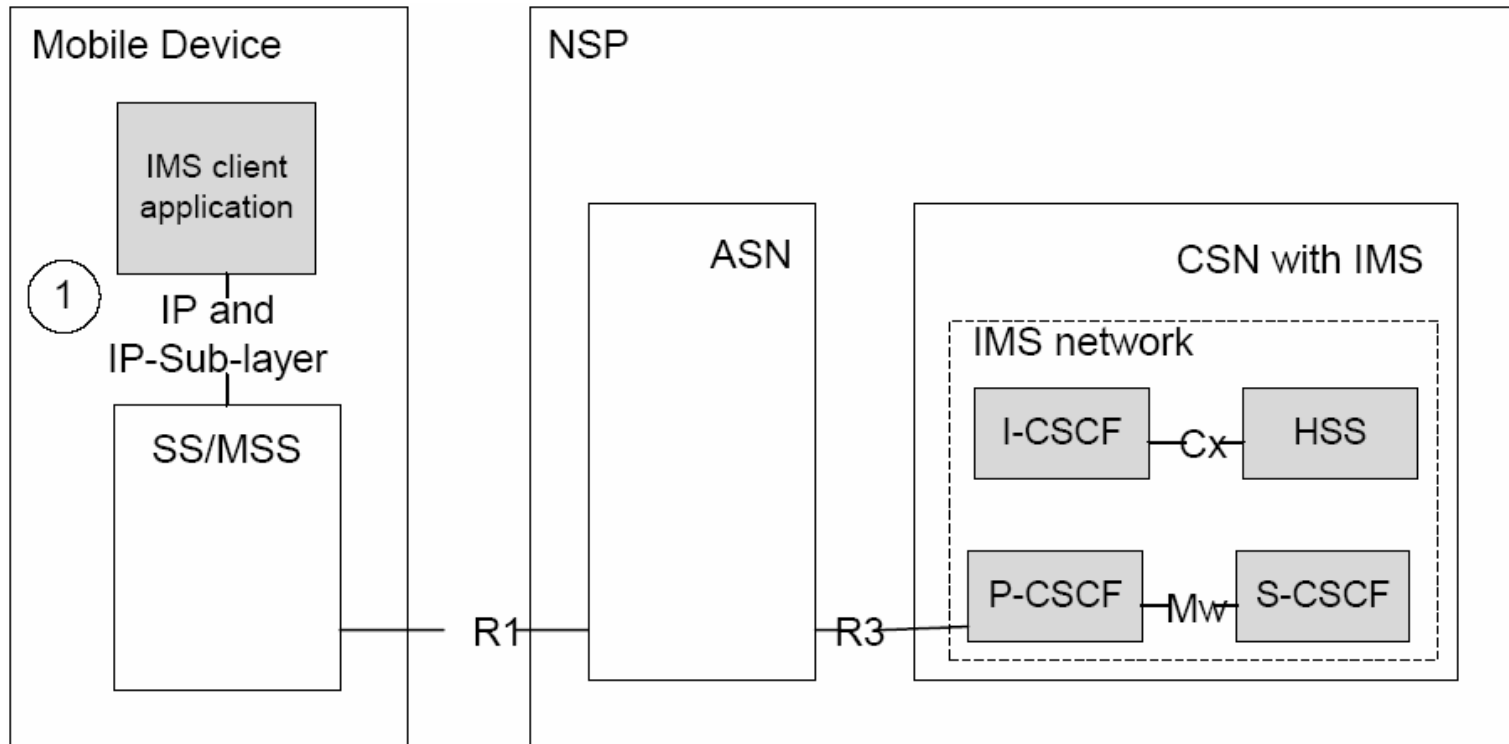 Mobile Device
NSP
IMS client
application
1
IP and
IP-Sub-layer
SS/MSS
R1
ASN
R3
CSN with IMS
IMS network
I-CSCF
Cx
HSS
P-CSCF
Mw
S-CSCF